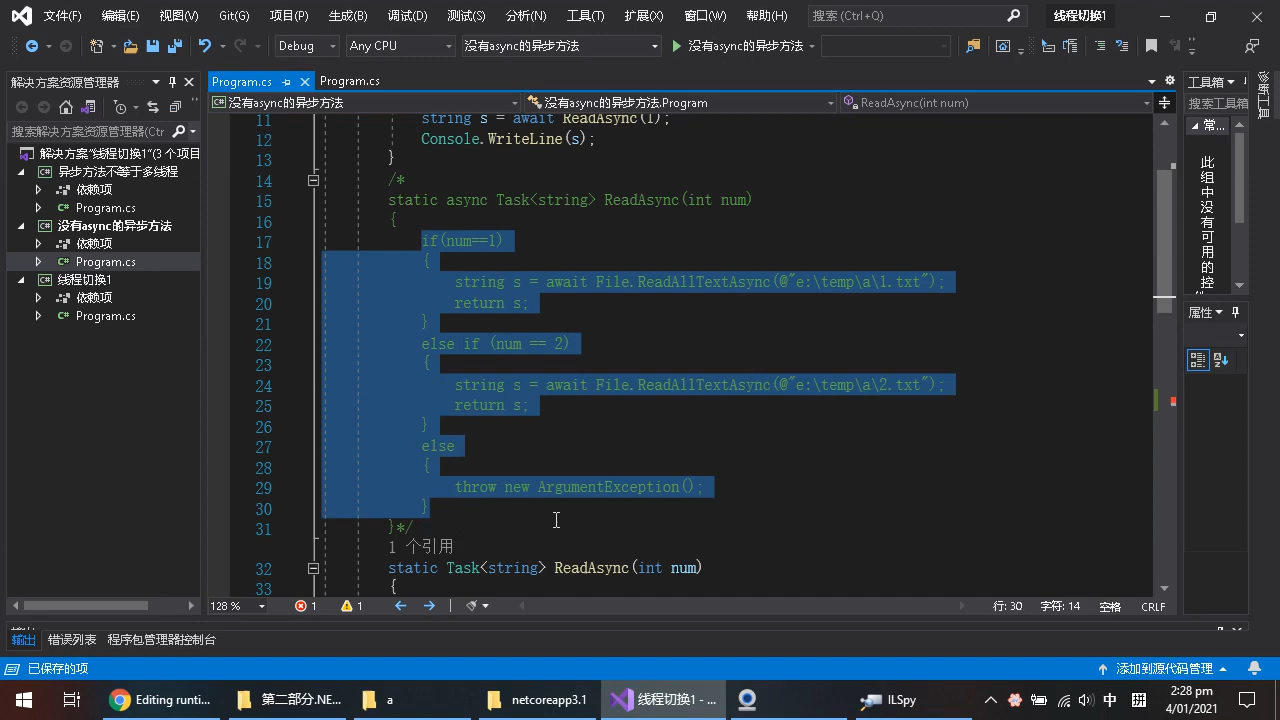 文件(F) 编辑(E) 视图(V) Git(G) 项目(P) 生成(B) 调试(D) 测试(S) 分析(N) 工具(T) 扩展(X) 窗口(W) 帮助(H) 搜索 (Ctrl+Q) 线程切换1
Debug Any CPU 没有async的异步方法 没有async的异步方法
解决方案资源管理器
搜索解决方案资源管理器(Ctr
解决方案"线程切换1"(3 个项目
异步方法不等于多线程
依赖项
Program.cs
没有async的异步方法
依赖项
Program.cs
线程切换1
依赖项
Program.cs
Program.cs Program.cs
没有async的异步方法 没有async的异步方法.Program ReadAsync(int num)
11 string s = await ReadAsync(1);
12 Console.WriteLine(s);
13 }
14 /*
15 static async Task<string> ReadAsync(int num)
16 {
17 if(num==1)
18 {
19 string s = await File.ReadAllTextAsync(@"e:\temp\a\1.txt");
20 return s;
21 }
22 else if (num == 2)
23 {
24 string s = await File.ReadAllTextAsync(@"e:\temp\a\2.txt");
25 return s;
26 }
27 else
28 {
29 throw new ArgumentException();
30 }
31 }*/
1 个引用
32 static Task<string> ReadAsync(int num)
33 {
128 % 1 1 行: 30 字符: 14 空格 CRLF
工具箱
搜索工具箱
常...
此组中没有可用的控
属性
输出 错误列表 程序包管理器控制台
已保存的项 添加到源代码管理
Editing runti... 第二部分.NE... a netcoreapp3.1 线程切换1 - ... ILSpy 中 拼 2:28 pm
4/01/2021